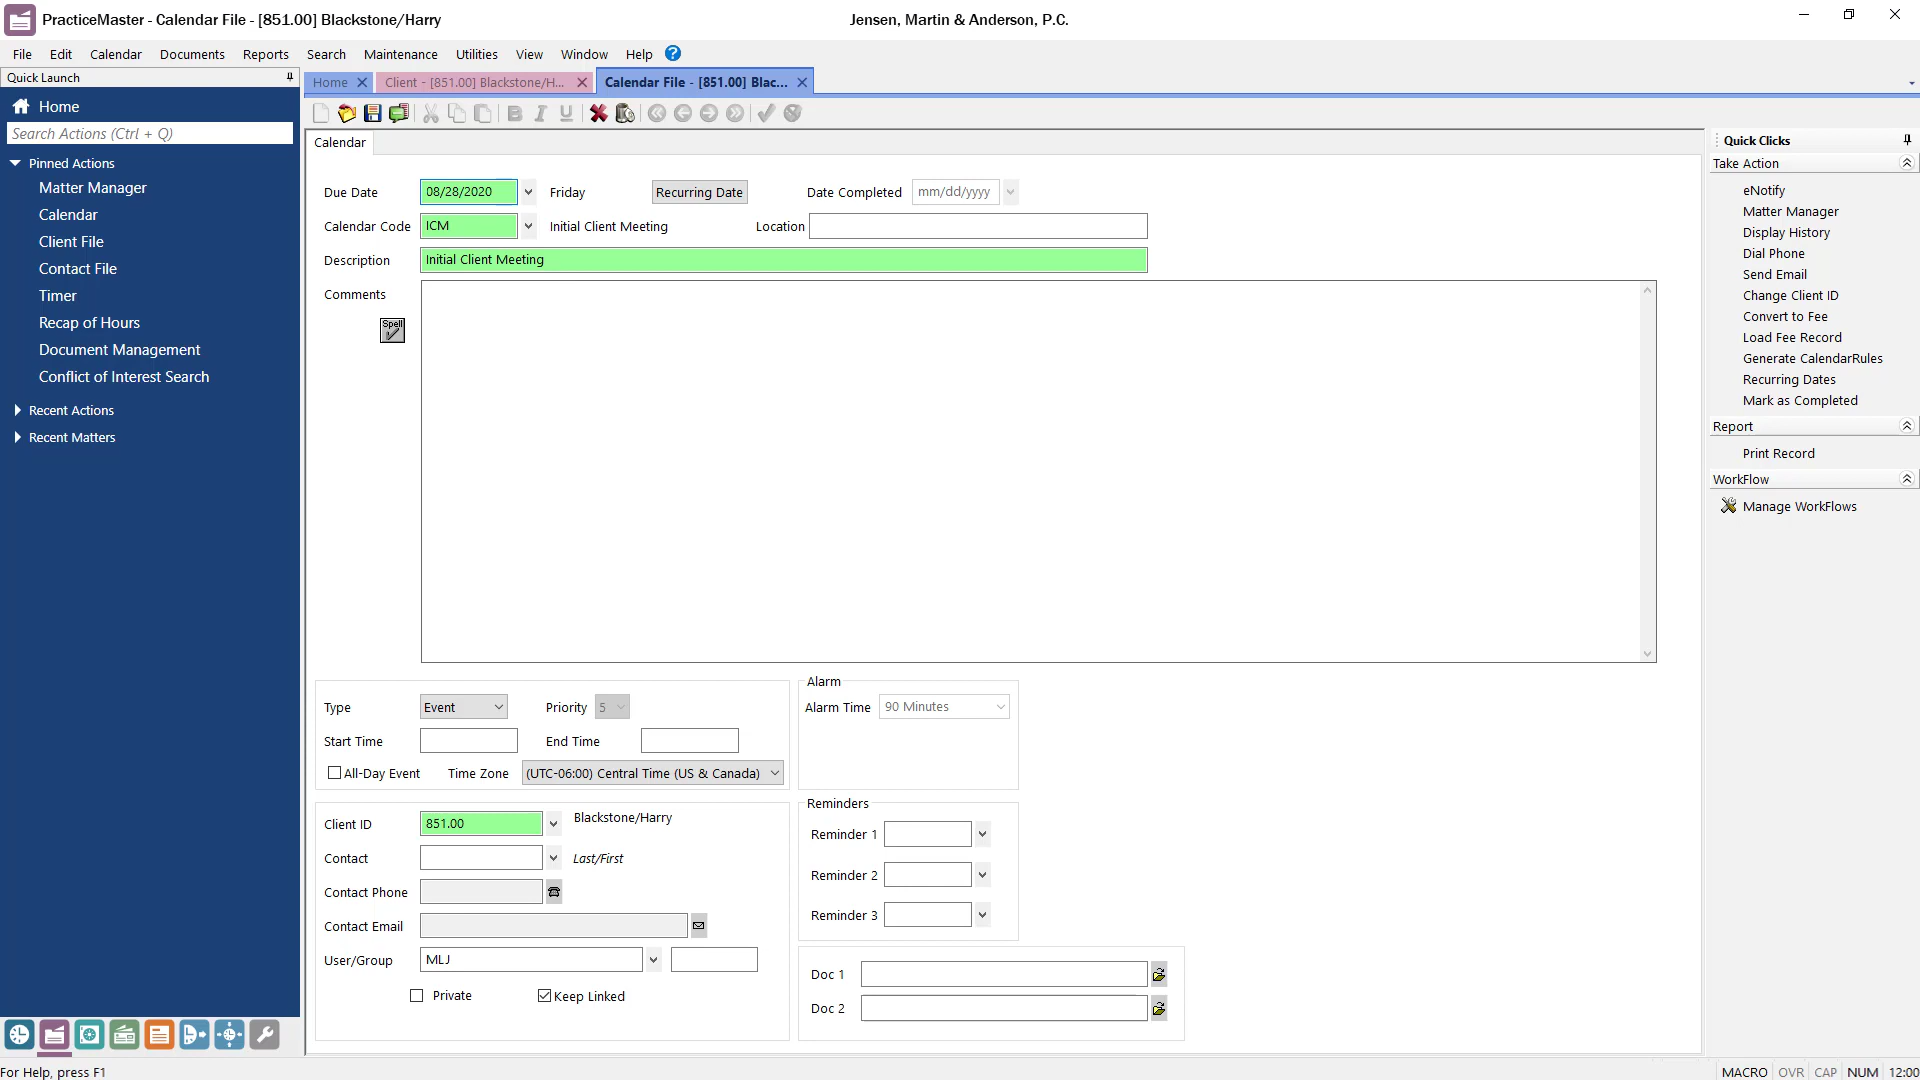 PracticeMaster - Calendar File - [851.00] Blackstone/Harry
Jensen, Martin & Anderson, P.C.
File Edit Calendar Documents Reports Search Maintenance Utilities View Window Help
Quick Launch
Home
Client - [851.00] Blackstone/H...
Calendar File - [851.00] Blac...
Home
Search Actions (Ctrl + Q)
Pinned Actions
Matter Manager
Calendar
Client File
Contact File
Timer
Recap of Hours
Document Management
Conflict of Interest Search
Recent Actions
Recent Matters
B I U
Calendar
Due Date 08/28/2020 Friday Recurring Date Date Completed mm/dd/yyyy
Calendar Code ICM Initial Client Meeting Location
Description Initial Client Meeting
Comments
Spell
Type Event Priority 5
Start Time End Time
All-Day Event Time Zone (UTC-06:00) Central Time (US & Canada)
Alarm
Alarm Time 90 Minutes
Client ID 851.00 Blackstone/Harry
Contact Last/First
Contact Phone
Contact Email
User/Group MLJ
Private Keep Linked
Reminders
Reminder 1
Reminder 2
Reminder 3
Doc 1
Doc 2
Quick Clicks
Take Action
eNotify
Matter Manager
Display History
Dial Phone
Send Email
Change Client ID
Convert to Fee
Load Fee Record
Generate CalendarRules
Recurring Dates
Mark as Completed
Report
Print Record
WorkFlow
Manage WorkFlows
For Help, press F1
MACRO OVR CAP NUM 12:00